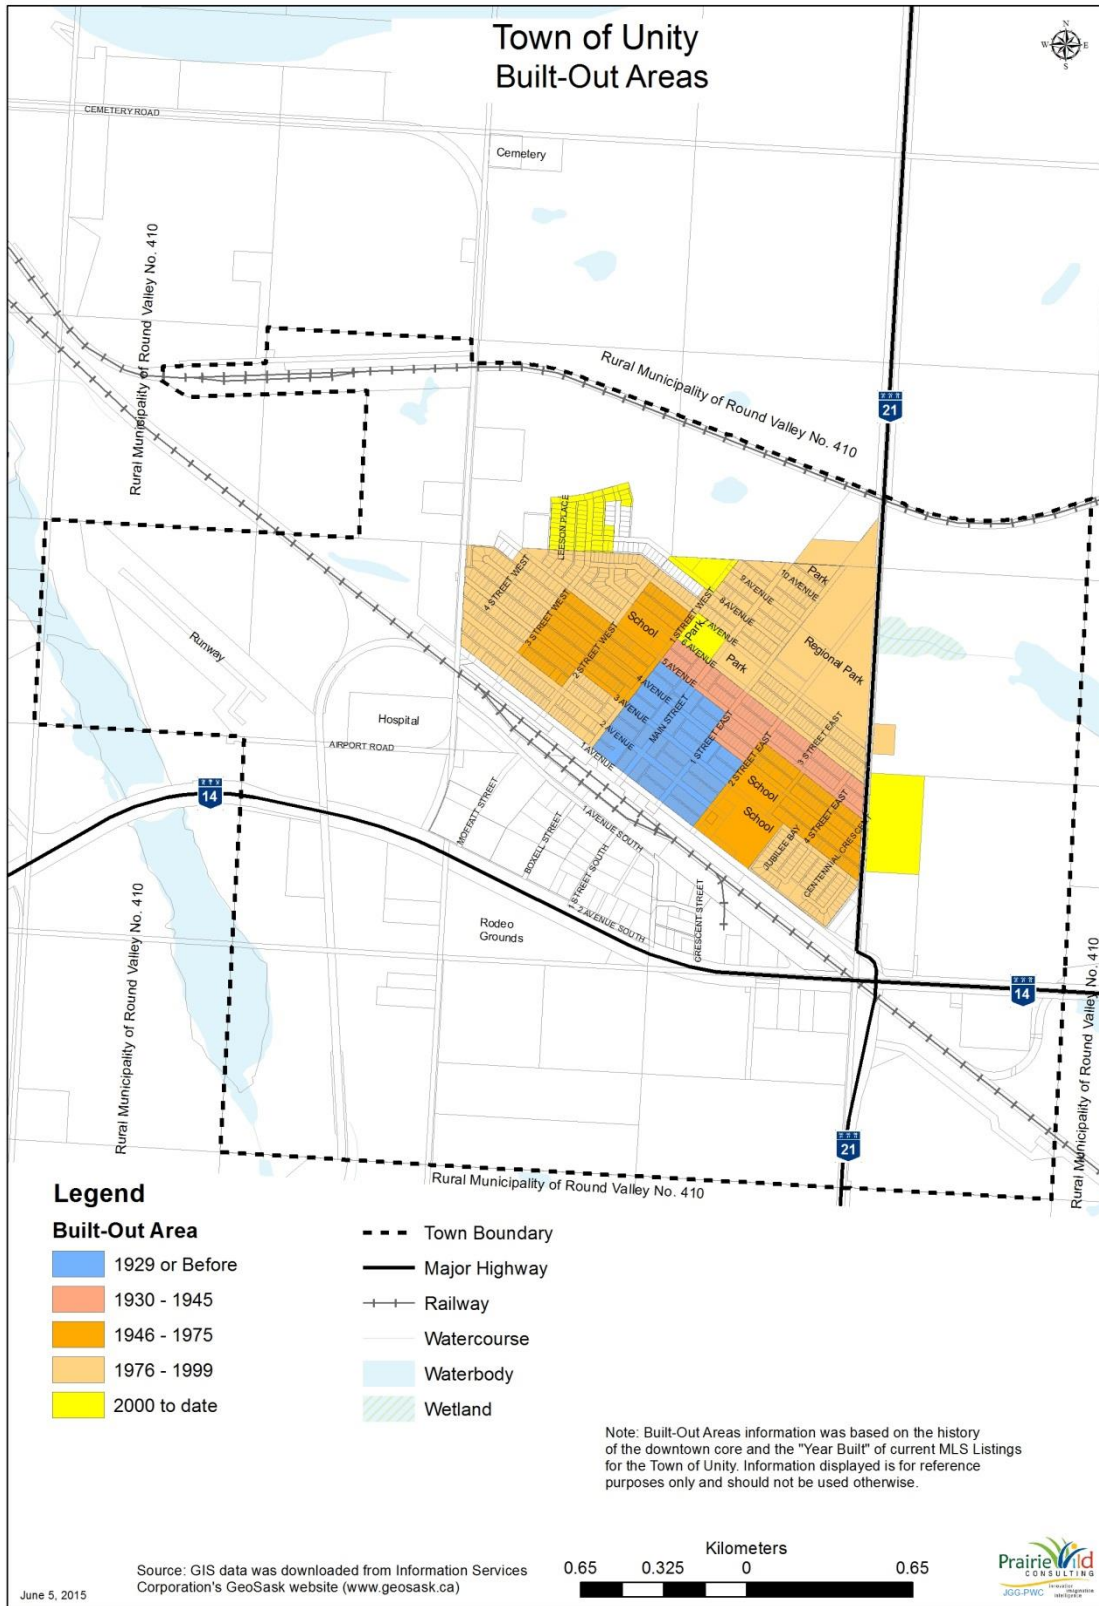 Town of Unity
Built-Out Areas
N
W E
S
CEMETERY ROAD
Cemetery
Rural Municipality of Round Valley No. 410
Rural Municipality of Round Valley No. 410
21
LEESON PLACE
4 STREET WEST
3 STREET WEST
2 STREET WEST
1 STREET WEST
School
Park
10 AVENUE
9 AVENUE
8 AVENUE
7 AVENUE
Park
6 AVENUE
Park
Regional Park
5 AVENUE
4 AVENUE
3 AVENUE
2 AVENUE
1 AVENUE
MAIN STREET
1 STREET EAST
2 STREET EAST
3 STREET EAST
4 STREET EAST
School
School
JUBILEE BAY
CENTENNIAL CRESCENT
Runway
Hospital
AIRPORT ROAD
14
MOFFATT STREET
BOXELL STREET
1 AVENUE SOUTH
1 STREET SOUTH
2 AVENUE SOUTH
CRESCENT STREET
Rodeo
Grounds
14
21
Rural Municipality of Round Valley No. 410
Rural Municipality of Round Valley No. 410
Rural Municipality of Round Valley No. 410
Legend
Built-Out Area
1929 or Before
1930 - 1945
1946 - 1975
1976 - 1999
2000 to date
Town Boundary
Major Highway
Railway
Watercourse
Waterbody
Wetland
Note: Built-Out Areas information was based on the history
of the downtown core and the "Year Built" of current MLS Listings
for the Town of Unity. Information displayed is for reference
purposes only and should not be used otherwise.
Kilometers
0.65 0.325 0 0.65
Source: GIS data was downloaded from Information Services
Corporation's GeoSask website (www.geosask.ca)
June 5, 2015
PrairieWild
CONSULTING
JGG-PWC
innovation
imagination
intelligence